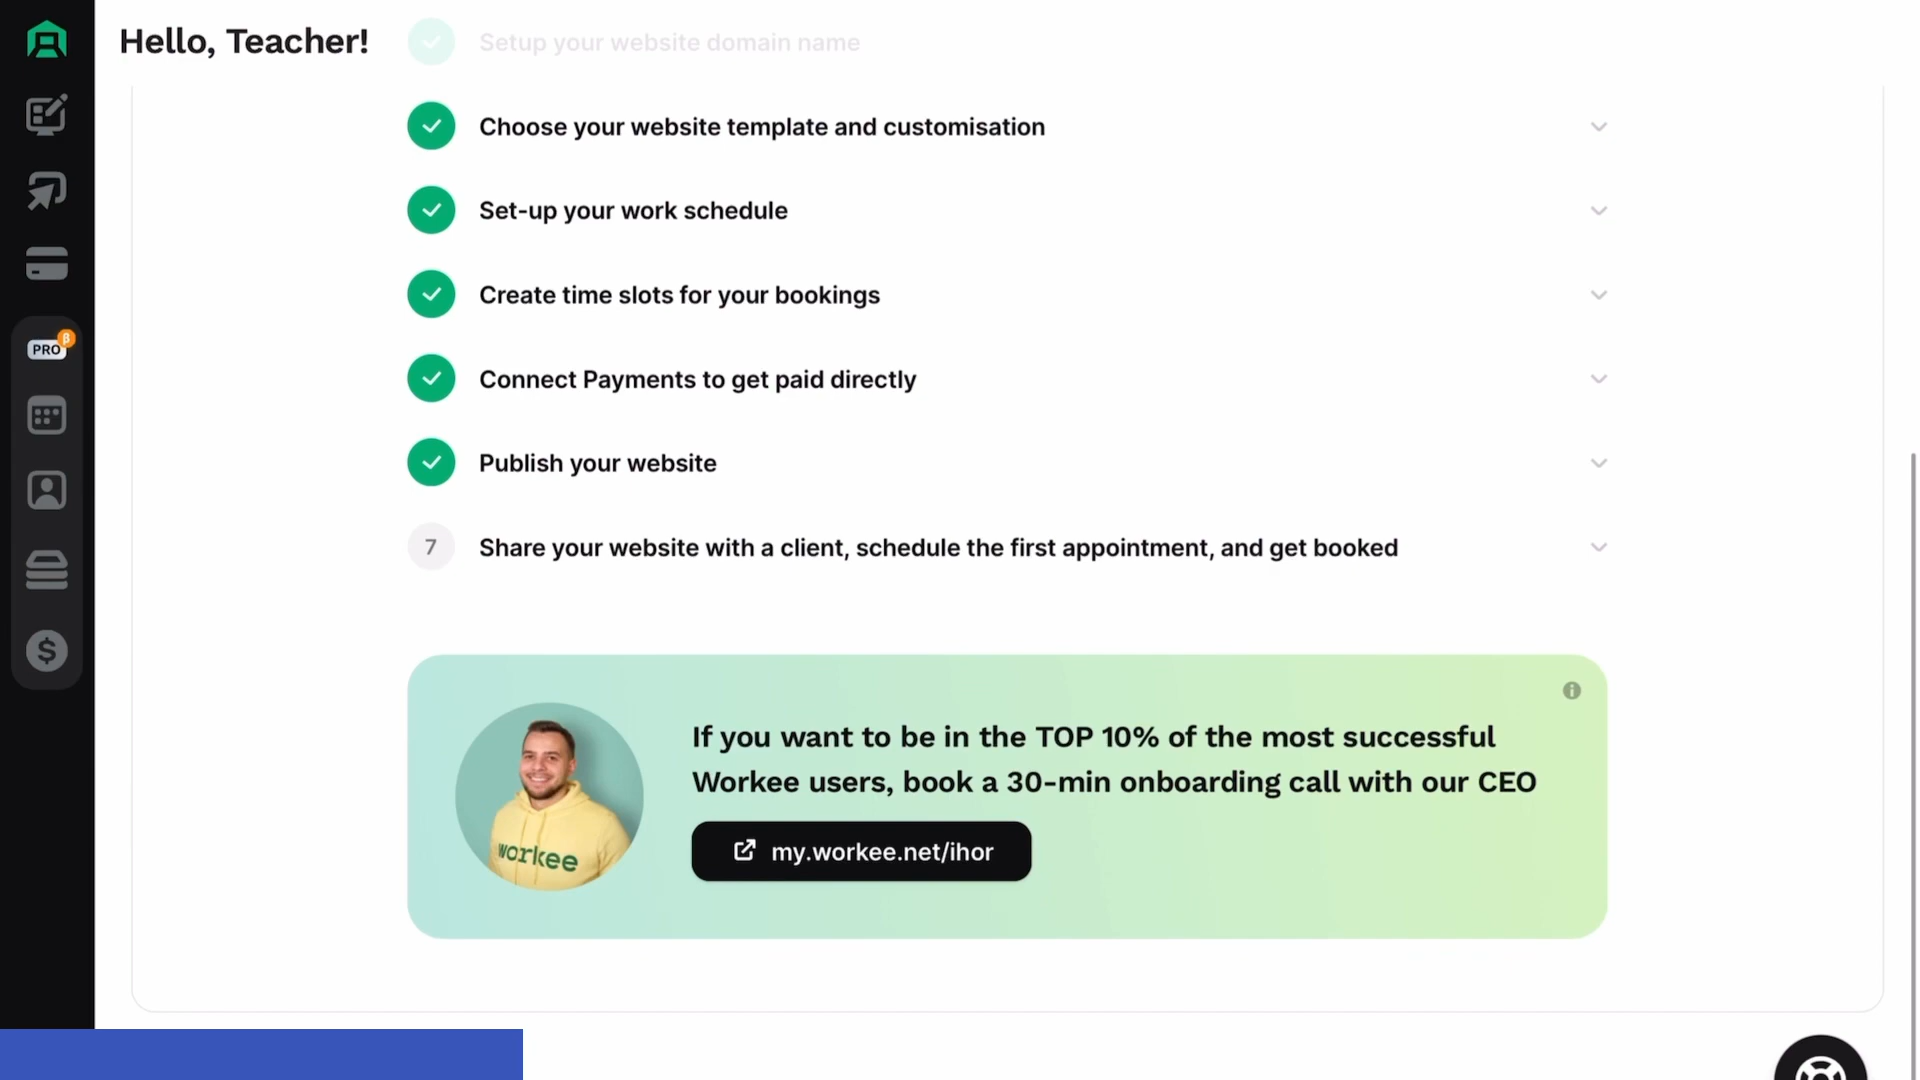 Hello, Teacher!
Setup your website domain name
Choose your website template and customisation
Set-up your work schedule
Create time slots for your bookings
PRO β
Connect Payments to get paid directly
Publish your website
7 Share your website with a client, schedule the first appointment, and get booked
$
If you want to be in the TOP 10% of the most successful
Workee users, book a 30-min onboarding call with our CEO
workee
my.workee.net/ihor